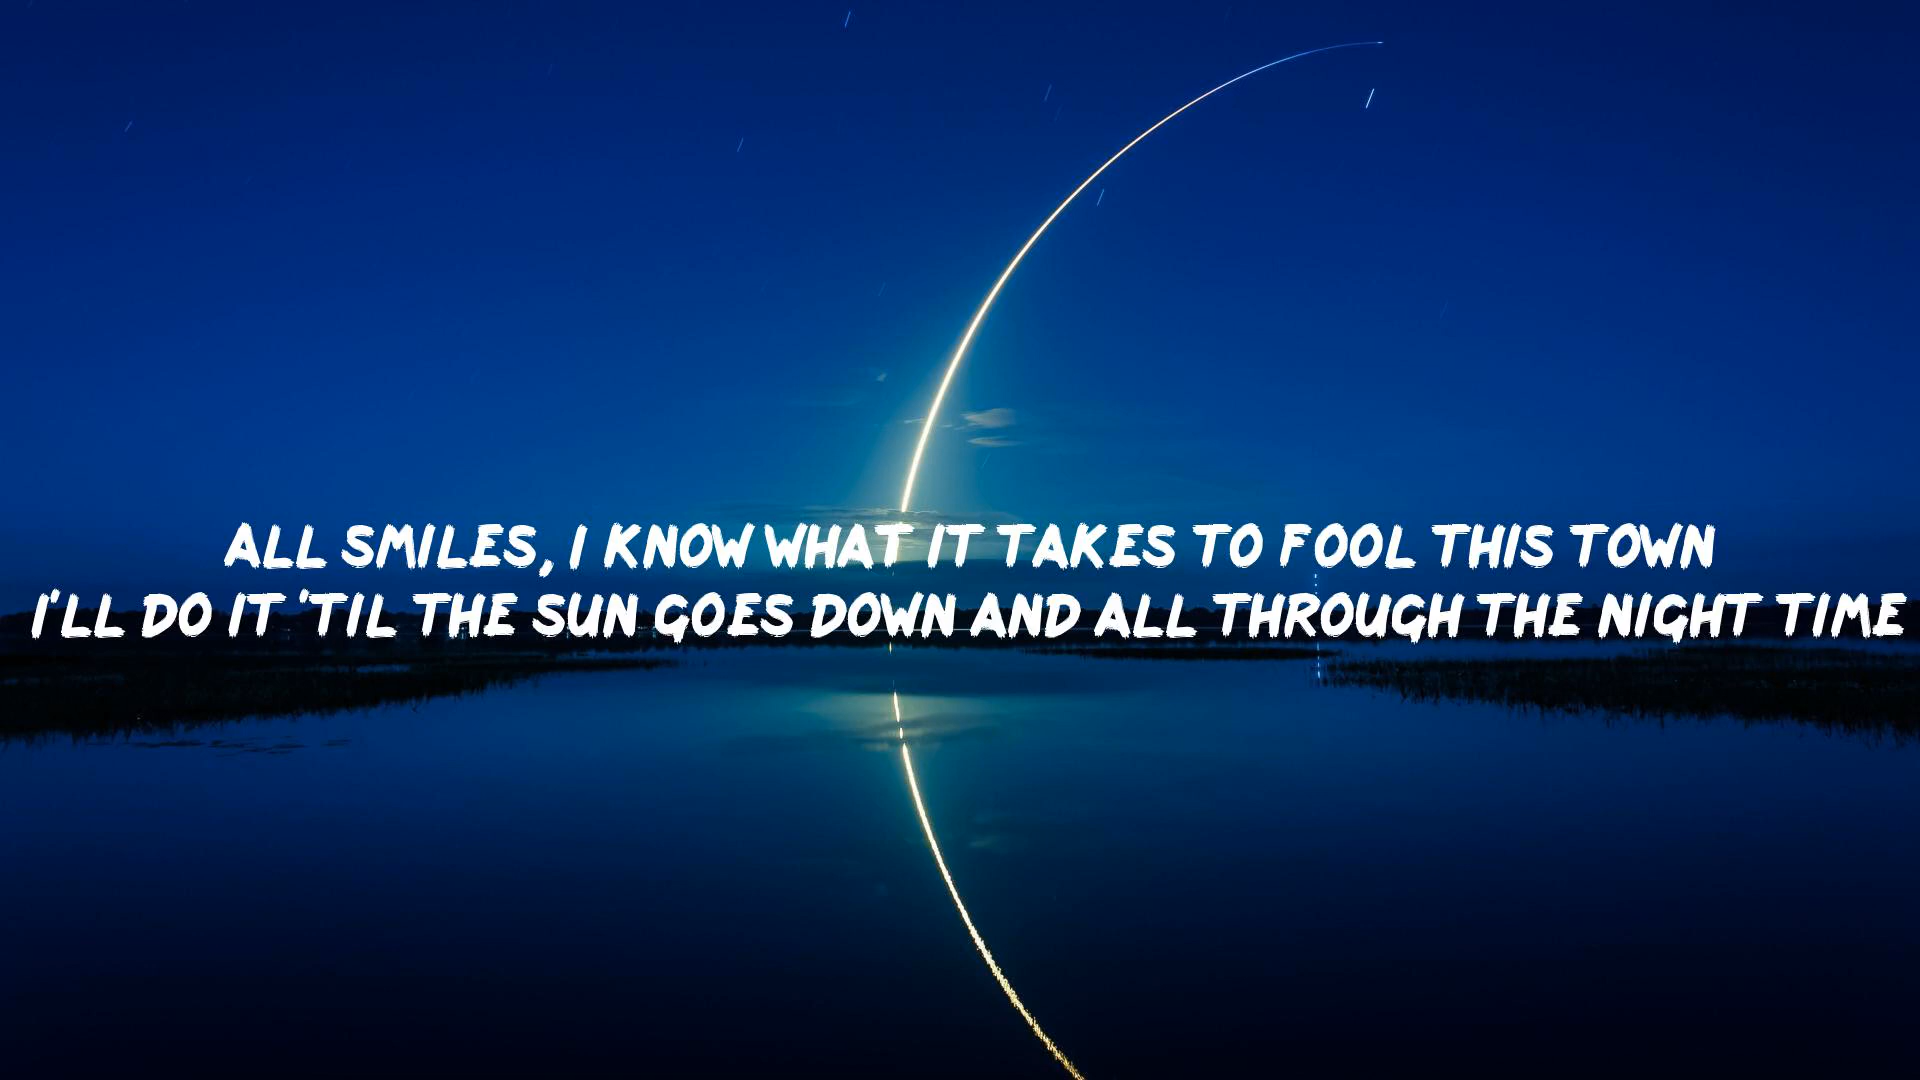 ALL SMILES, I KNOW WHAT IT TAKES TO FOOL THIS TOWN
I'LL DO IT 'TIL THE SUN GOES DOWN AND ALL THROUGH THE NIGHT TIME